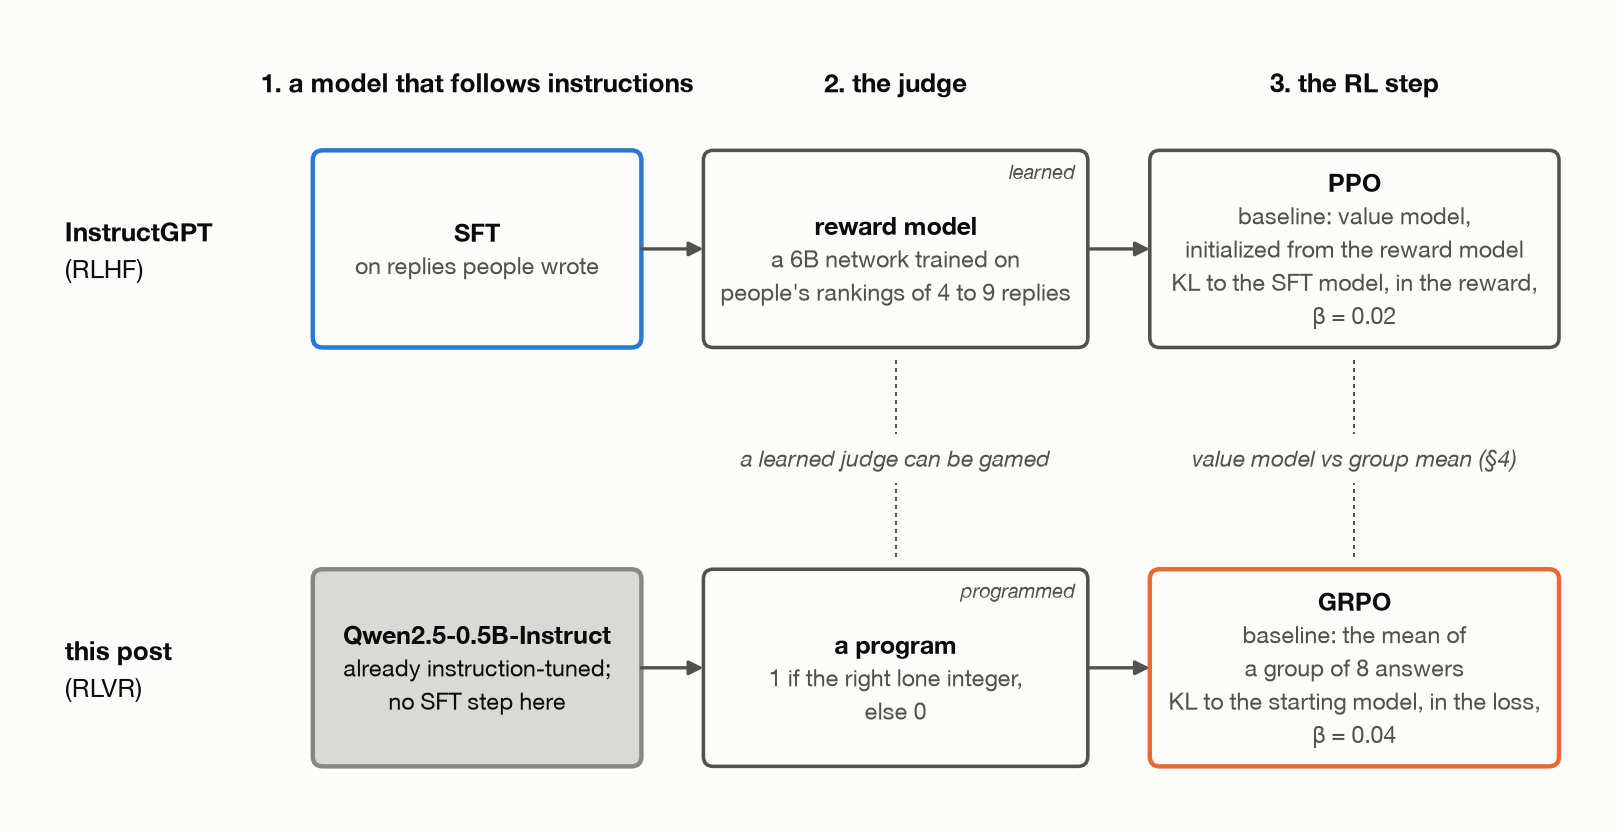 1. a model that follows instructions
2. the judge
3. the RL step
InstructGPT
(RLHF)
SFT
on replies people wrote
learned
reward model
a 6B network trained on
people's rankings of 4 to 9 replies
PPO
baseline: value model,
initialized from the reward model
KL to the SFT model, in the reward,
β = 0.02
a learned judge can be gamed
value model vs group mean (§4)
this post
(RLVR)
Qwen2.5-0.5B-Instruct
already instruction-tuned;
no SFT step here
programmed
a program
1 if the right lone integer,
else 0
GRPO
baseline: the mean of
a group of 8 answers
KL to the starting model, in the loss,
β = 0.04